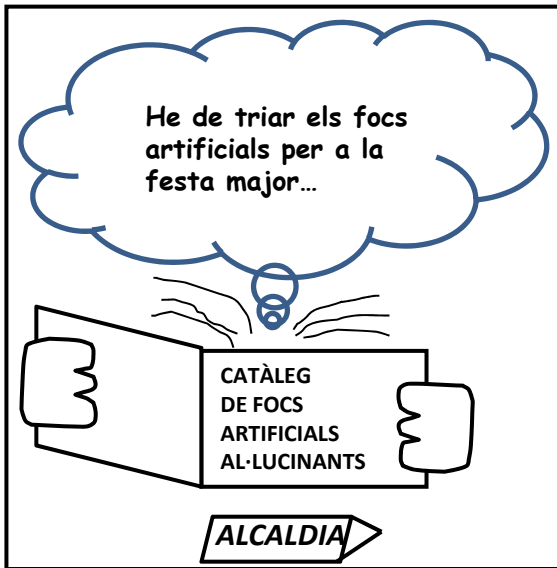 He de triar els focs
artificials per a la
festa major…
CATÀLEG
DE FOCS
ARTIFICIALS
AL·LUCINANTS
ALCALDIA